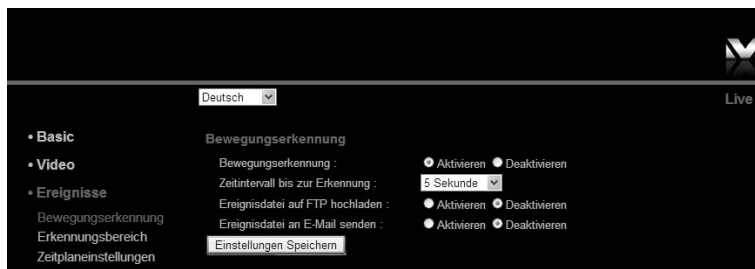 Deutsch
Live
• Basic
• Video
• Ereignisse
Bewegungserkennung
Erkennungsbereich
Zeitplaneinstellungen
Bewegungserkennung
Bewegungserkennung : Aktivieren Deaktivieren
Zeitintervall bis zur Erkennung : 5 Sekunde
Ereignisdatei auf FTP hochladen : Aktivieren Deaktivieren
Ereignisdatei an E-Mail senden : Aktivieren Deaktivieren
Einstellungen Speichern